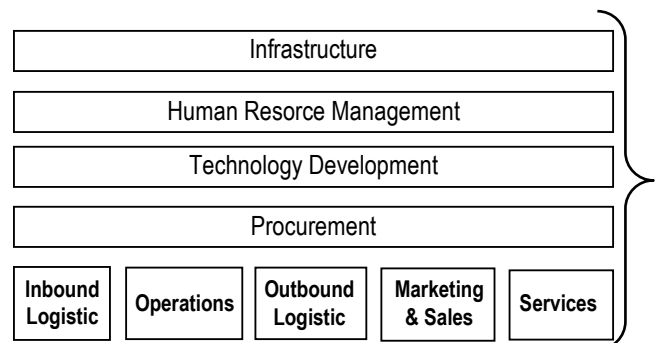 Infrastructure
Human Resorce Management
Technology Development
Procurement
Inbound
Logistic
Operations
Outbound
Logistic
Marketing
& Sales
Services